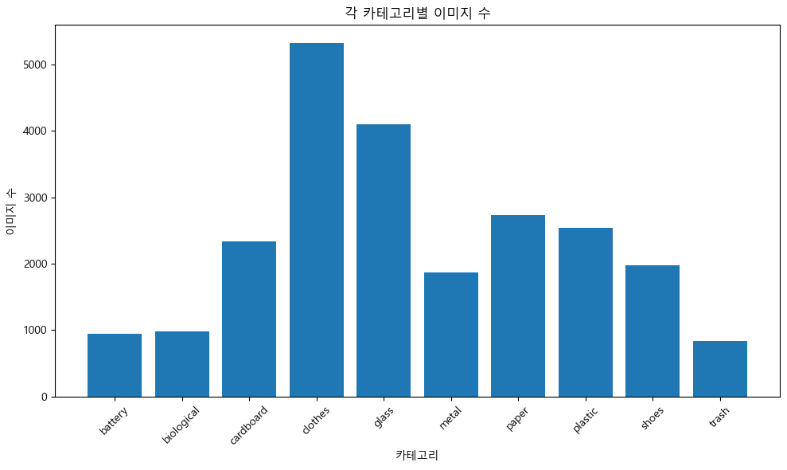 각 카테고리별 이미지 수
이미지 수
5000
4000
3000
2000
1000
0
battery
biological
cardboard
clothes
glass
metal
paper
plastic
shoes
trash
카테고리